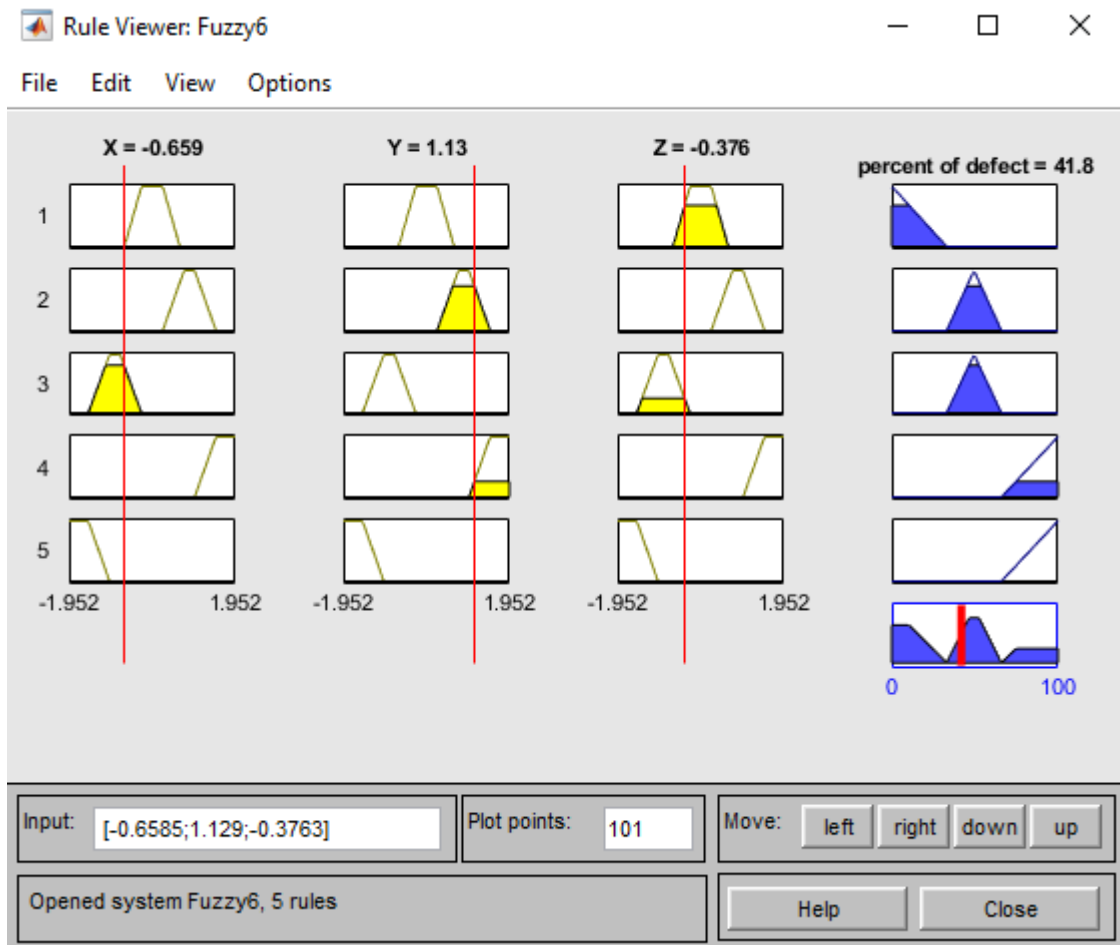 Rule Viewer: Fuzzy6
File Edit View Options
X = -0.659 Y = 1.13 Z = -0.376
percent of defect = 41.8
1
2
3
4
5
-1.952 1.952 -1.952 1.952 -1.952 1.952
0 100
Input: [-0.6585;1.129;-0.3763] Plot points: 101 Move: left right down up
Opened system Fuzzy6, 5 rules Help Close